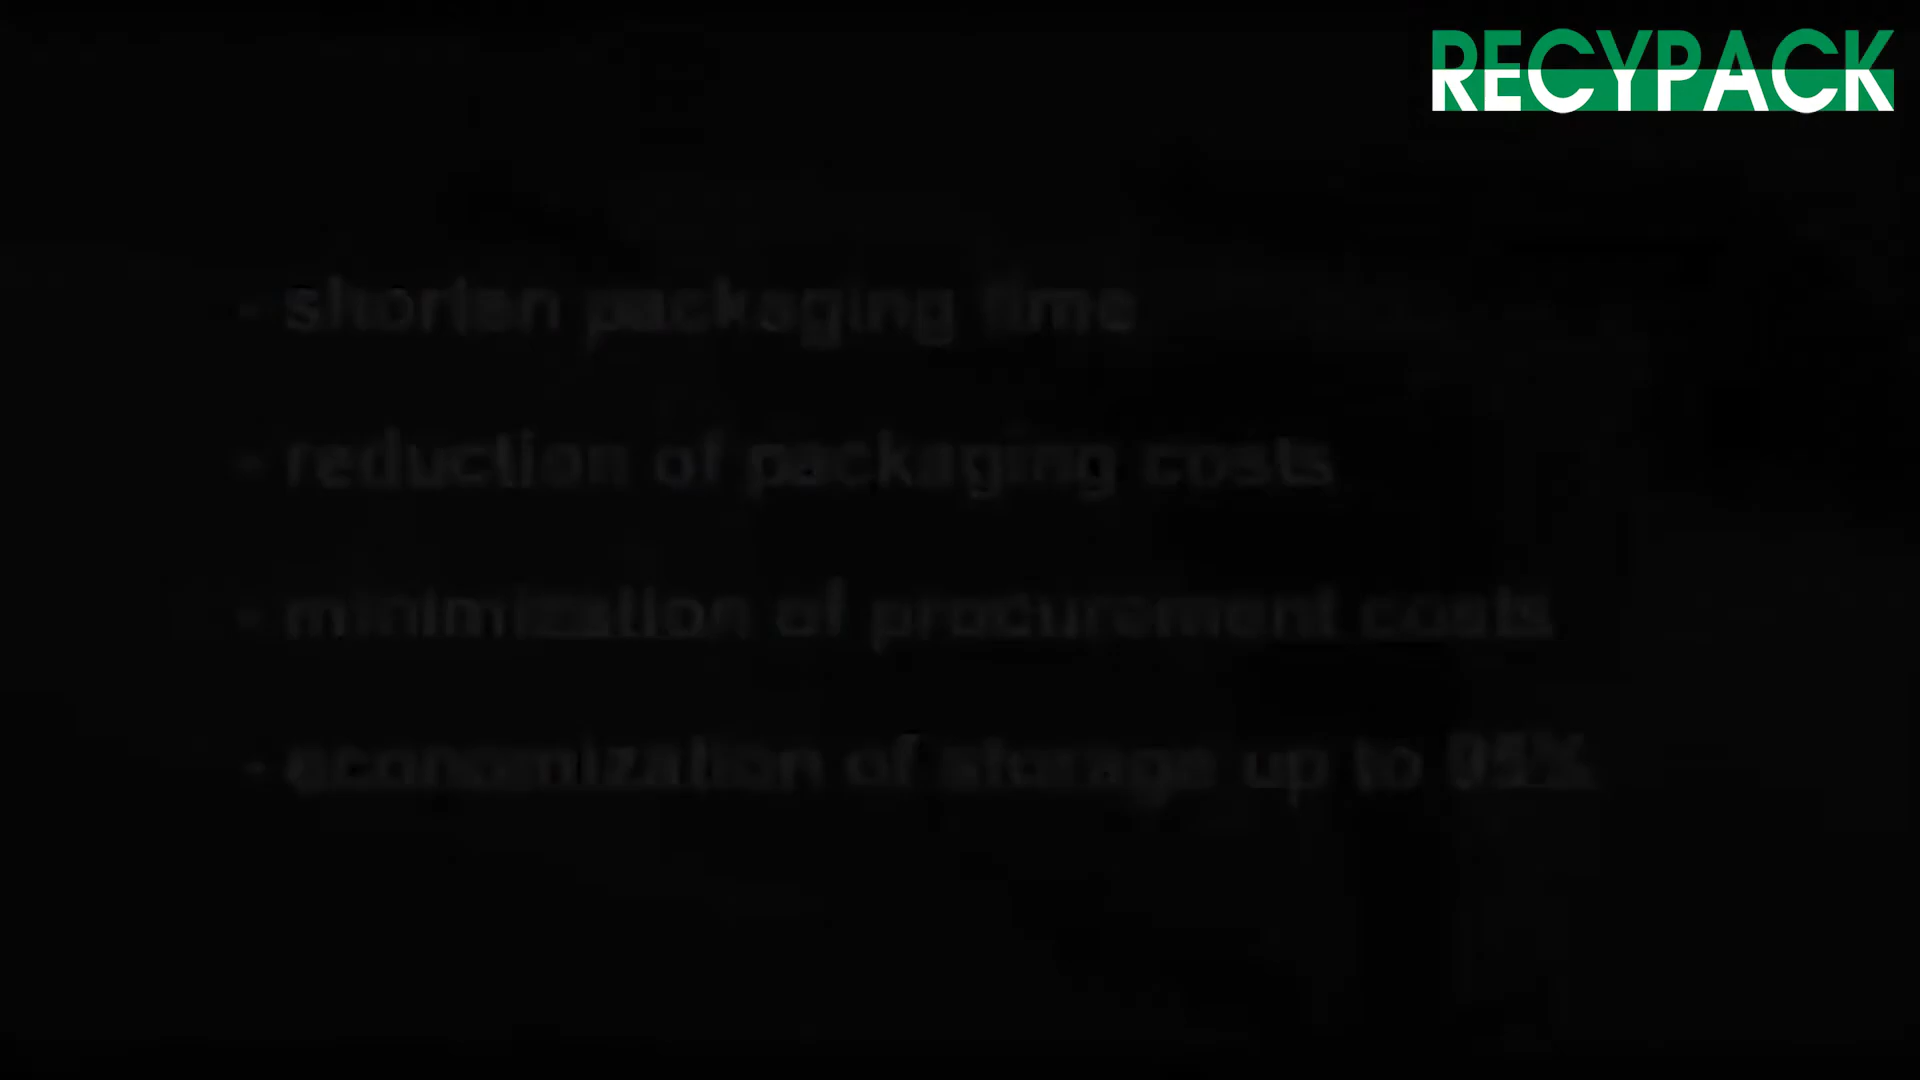 RECYPACK
- shorten packaging time
- reduction of packaging costs
- minimization of procurement costs
- economization of storage up to 95%